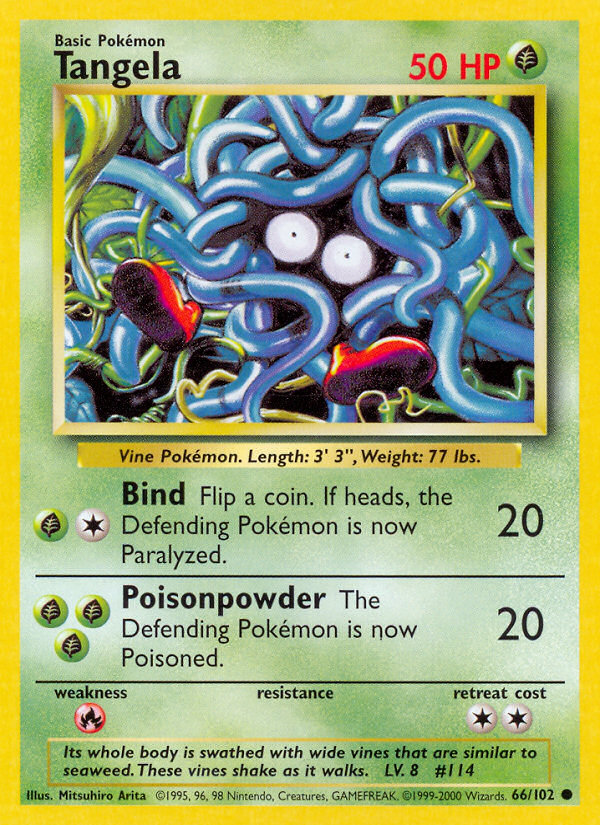 Basic Pokémon
Tangela
50 HP
Vine Pokémon. Length: 3' 3", Weight: 77 lbs.
Bind Flip a coin. If heads, the
Defending Pokémon is now
Paralyzed.
20
Poisonpowder The
Defending Pokémon is now
Poisoned.
20
weakness resistance retreat cost
Its whole body is swathed with wide vines that are similar to
seaweed. These vines shake as it walks. LV. 8 #114
Illus. Mitsuhiro Arita ©1995, 96, 98 Nintendo, Creatures, GAMEFREAK. ©1999-2000 Wizards. 66/102